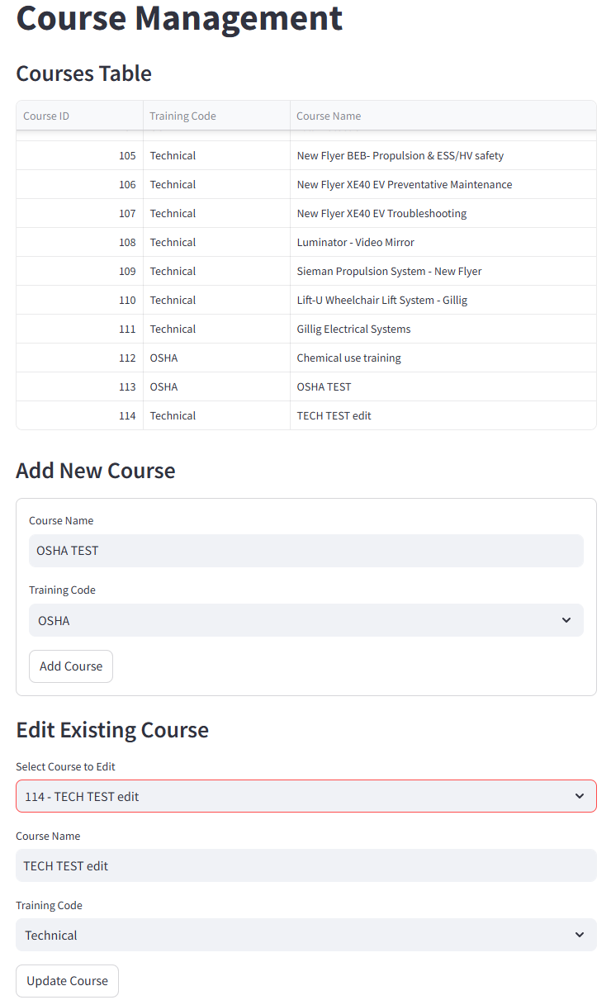 Course Management
Courses Table
Course ID Training Code Course Name
105 Technical New Flyer BEB- Propulsion & ESS/HV safety
106 Technical New Flyer XE40 EV Preventative Maintenance
107 Technical New Flyer XE40 EV Troubleshooting
108 Technical Luminator - Video Mirror
109 Technical Sieman Propulsion System - New Flyer
110 Technical Lift-U Wheelchair Lift System - Gillig
111 Technical Gillig Electrical Systems
112 OSHA Chemical use training
113 OSHA OSHA TEST
114 Technical TECH TEST edit
Add New Course
Course Name
OSHA TEST
Training Code
OSHA
Add Course
Edit Existing Course
Select Course to Edit
114 - TECH TEST edit
Course Name
TECH TEST edit
Training Code
Technical
Update Course